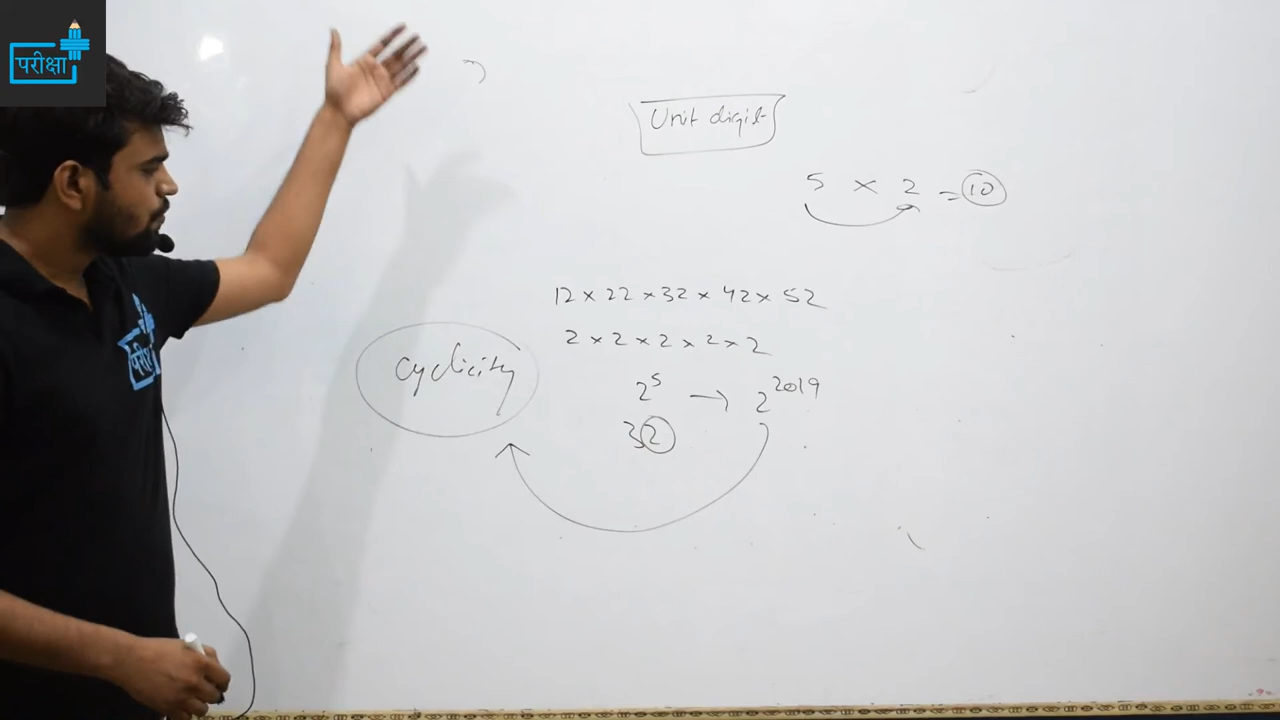 परीक्षा
Unit digit
5 × 2 = 10
12 × 22 × 32 × 42 × 52
2 × 2 × 2 × 2 × 2
cyclicity
2⁵ → 2²⁰¹⁹
32
परीक्षा